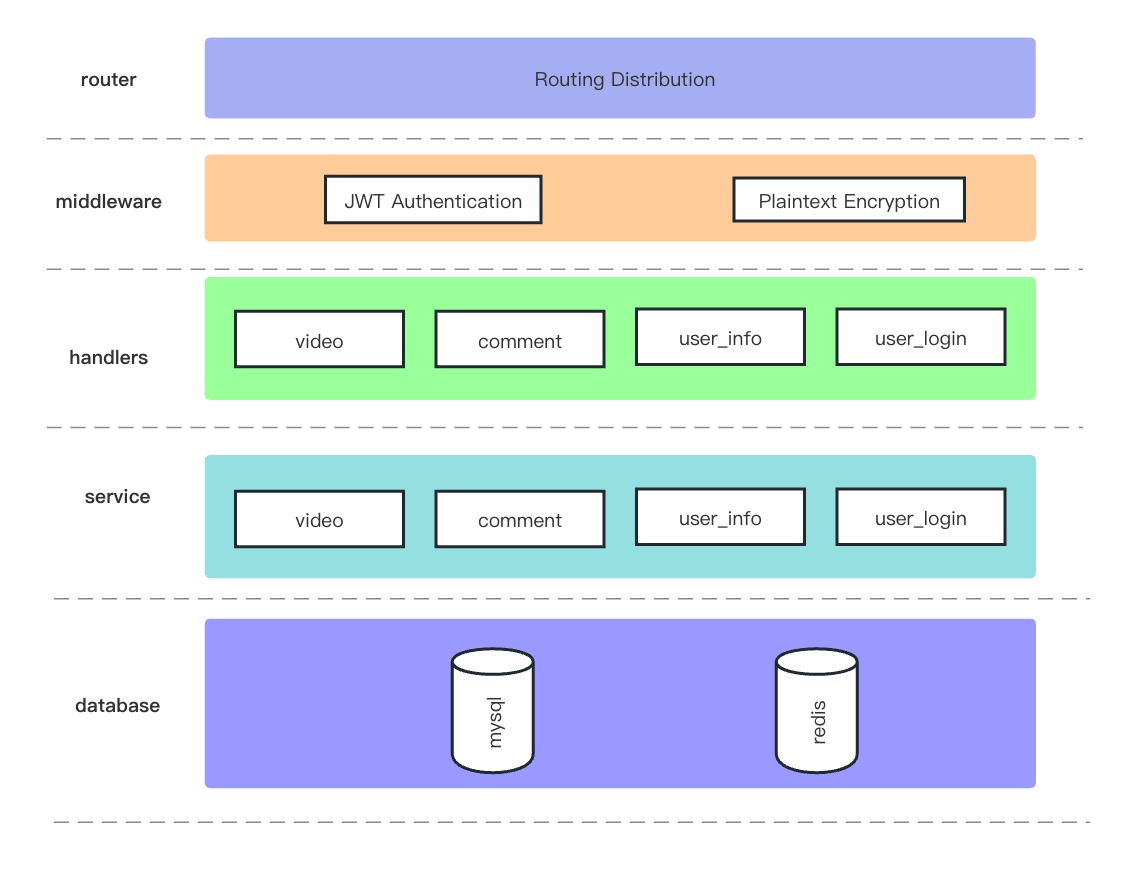 router
Routing Distribution
middleware
JWT Authentication
Plaintext Encryption
handlers
video
comment
user_info
user_login
service
video
comment
user_info
user_login
database
mysql
redis